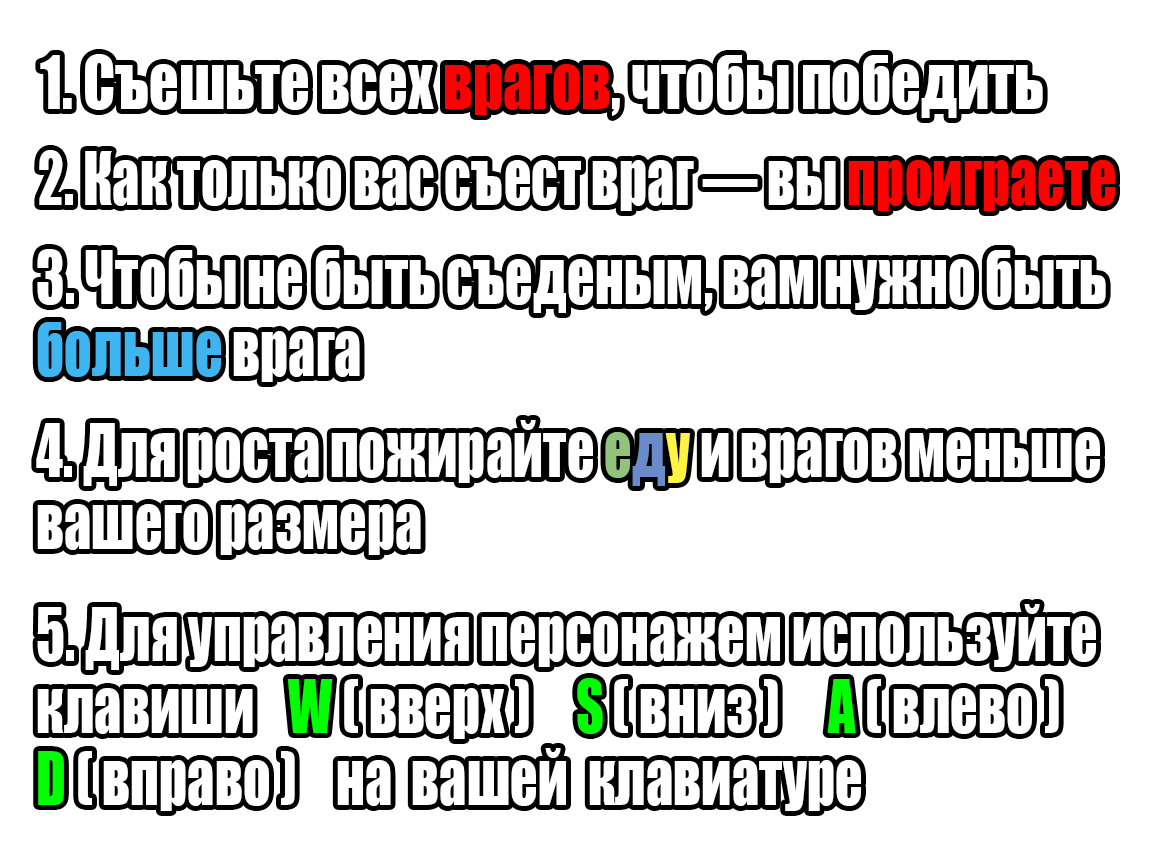 1. Съешьте всех врагов, чтобы победить
2. Как только вас съест враг — вы проиграете
3. Чтобы не быть съеденым, вам нужно быть
больше врага
4. Для роста пожирайте еду и врагов меньше
вашего размера
5. Для управления персонажем используйте
клавиши W ( вверх ) S ( вниз ) A ( влево )
D ( вправо ) на вашей клавиатуре